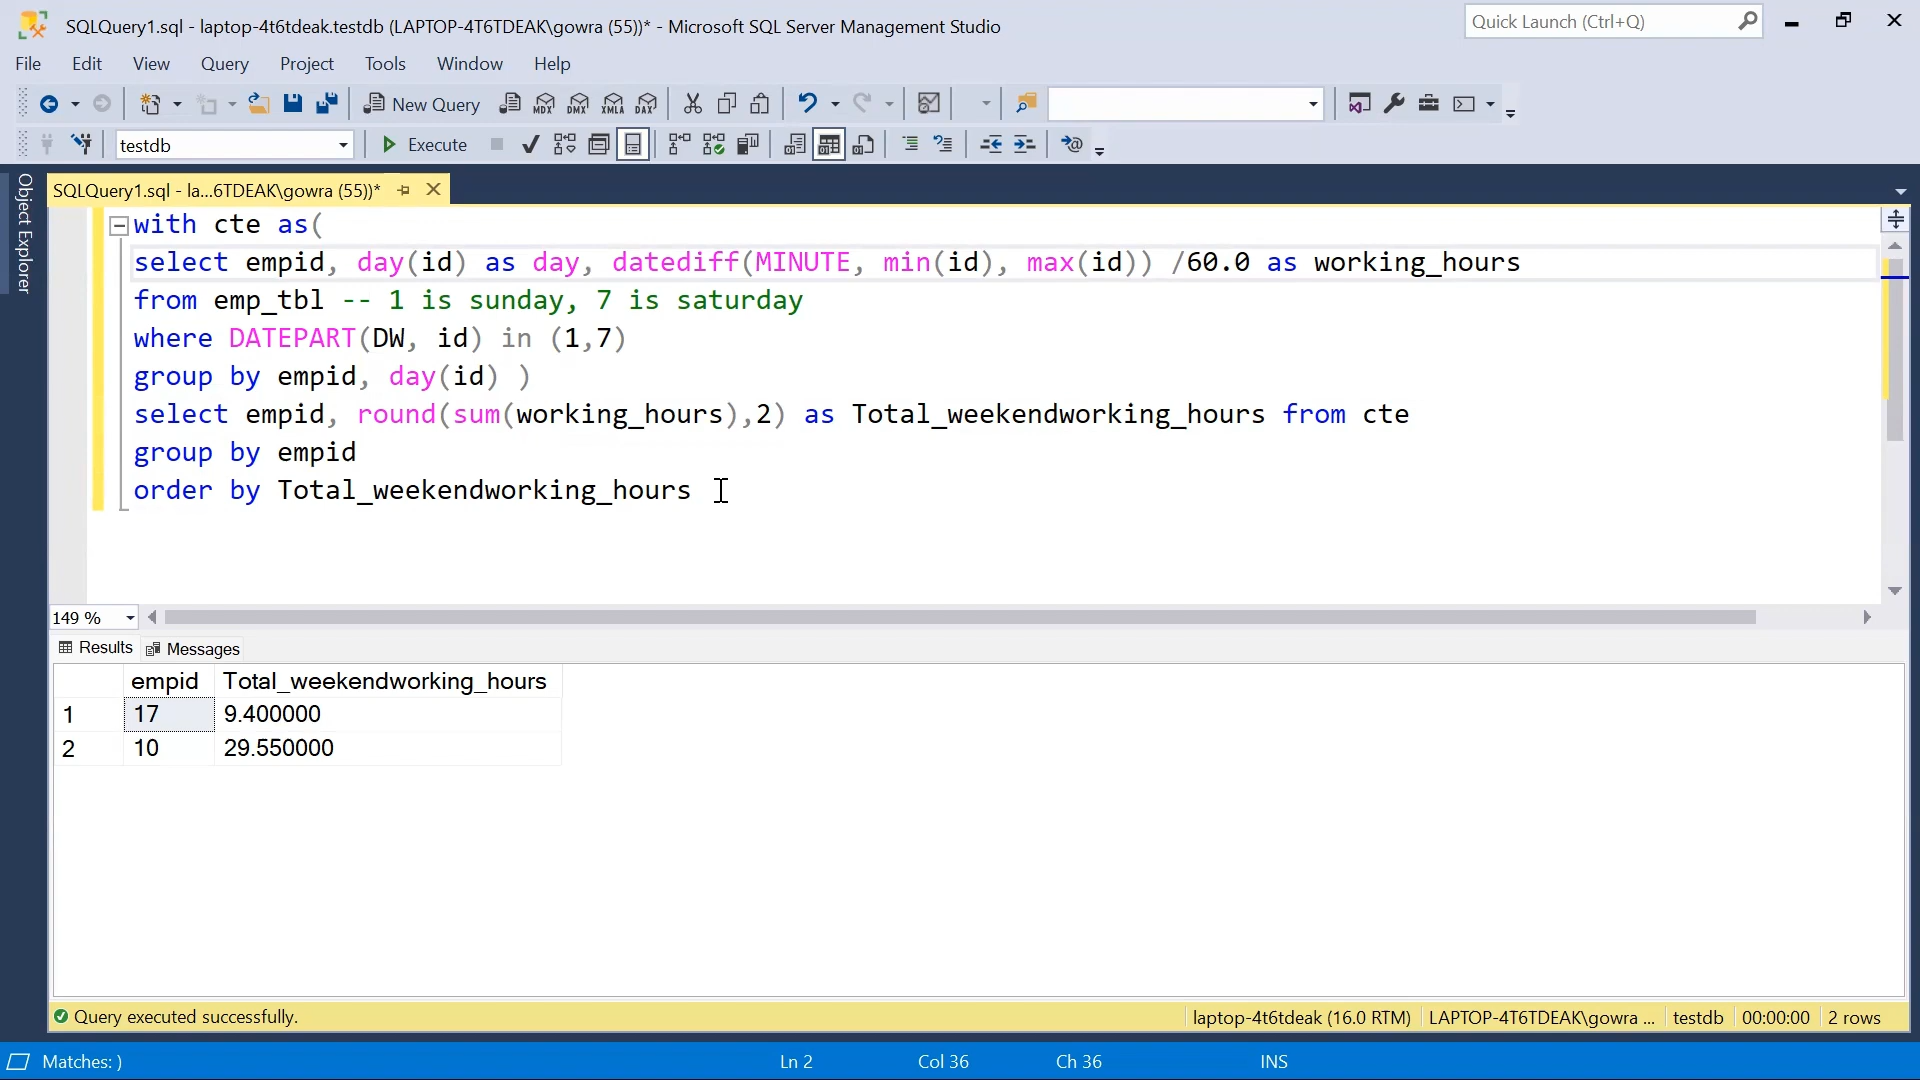 SQLQuery1.sql - laptop-4t6tdeak.testdb (LAPTOP-4T6TDEAK\gowra (55))* - Microsoft SQL Server Management Studio
Quick Launch (Ctrl+Q)
File Edit View Query Project Tools Window Help
New Query
MDX DMX XMLA DAX
testdb
Execute
Object Explorer
SQLQuery1.sql - la...6TDEAK\gowra (55))*
with cte as(
select empid, day(id) as day, datediff(MINUTE, min(id), max(id)) /60.0 as working_hours
from emp_tbl -- 1 is sunday, 7 is saturday
where DATEPART(DW, id) in (1,7)
group by empid, day(id) )
select empid, round(sum(working_hours),2) as Total_weekendworking_hours from cte
group by empid
order by Total_weekendworking_hours
149 %
Results Messages
empid Total_weekendworking_hours
1 17 9.400000
2 10 29.550000
Query executed successfully.
laptop-4t6tdeak (16.0 RTM) LAPTOP-4T6TDEAK\gowra ... testdb 00:00:00 2 rows
Matches: ) Ln 2 Col 36 Ch 36 INS